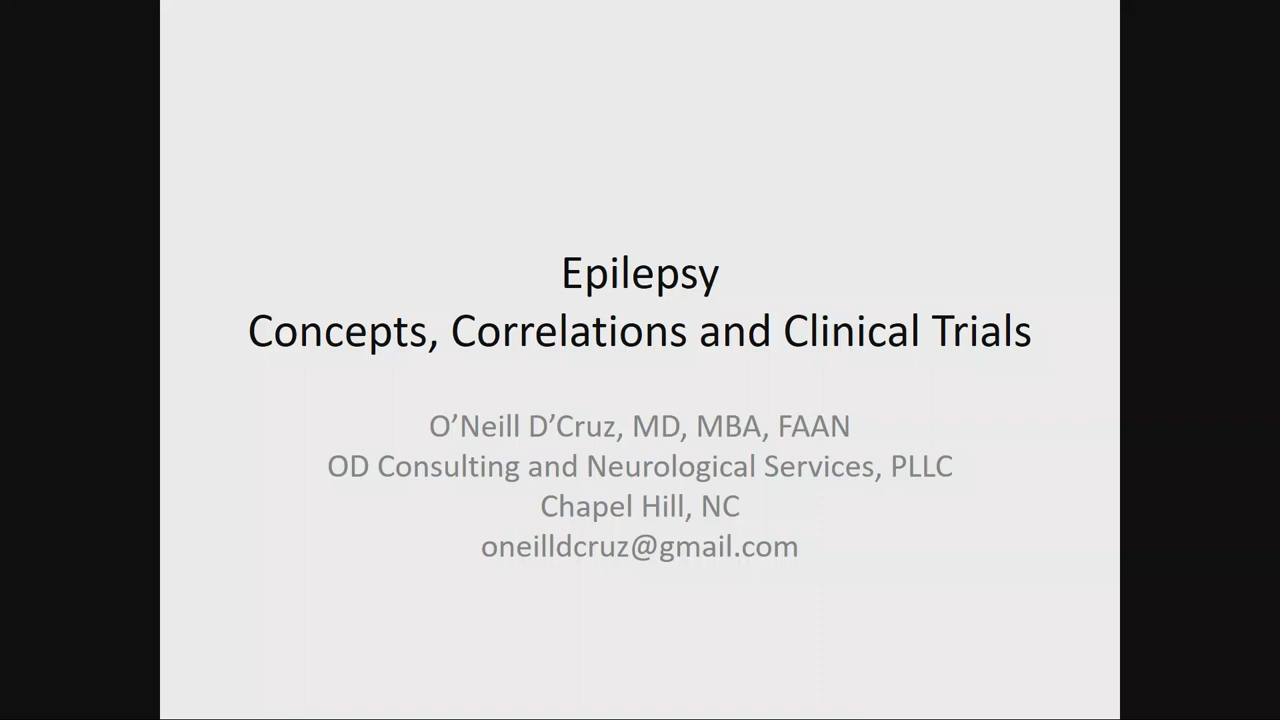 Epilepsy
Concepts, Correlations and Clinical Trials
O’Neill D’Cruz, MD, MBA, FAAN
OD Consulting and Neurological Services, PLLC
Chapel Hill, NC
oneilldcruz@gmail.com